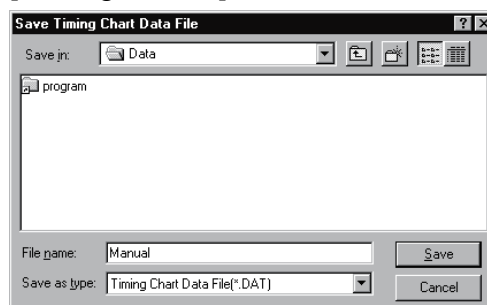 Save Timing Chart Data File
Save in: Data
program
File name: Manual Save
Save as type: Timing Chart Data File(*.DAT) Cancel